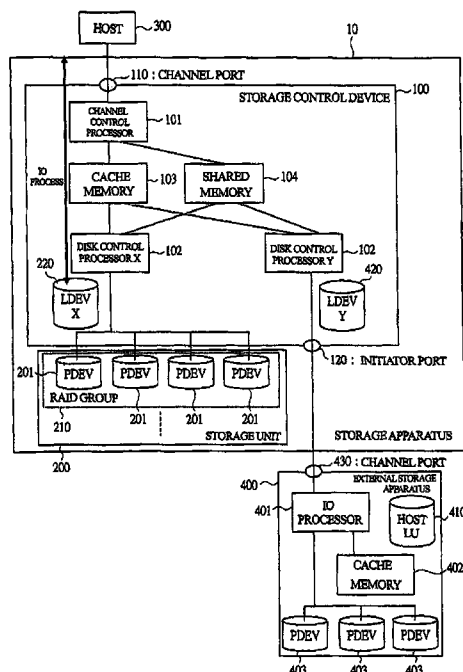 HOST
300
10
110 : CHANNEL PORT
100
STORAGE CONTROL DEVICE
CHANNEL
CONTROL
PROCESSOR
101
IO
PROCESS
CACHE
MEMORY
103
SHARED
MEMORY
104
DISK CONTROL
PROCESSOR X
102
DISK CONTROL
PROCESSOR Y
102
220
LDEV
X
420
LDEV
Y
120 : INITIATOR PORT
201
PDEV
PDEV
PDEV
PDEV
RAID GROUP
210
201
201
201
STORAGE UNIT
200
STORAGE APPARATUS
430 : CHANNEL PORT
400
EXTERNAL STORAGE
APPARATUS
401
IO
PROCESSOR
HOST
LU
410
CACHE
MEMORY
402
PDEV
PDEV
PDEV
403
403
403